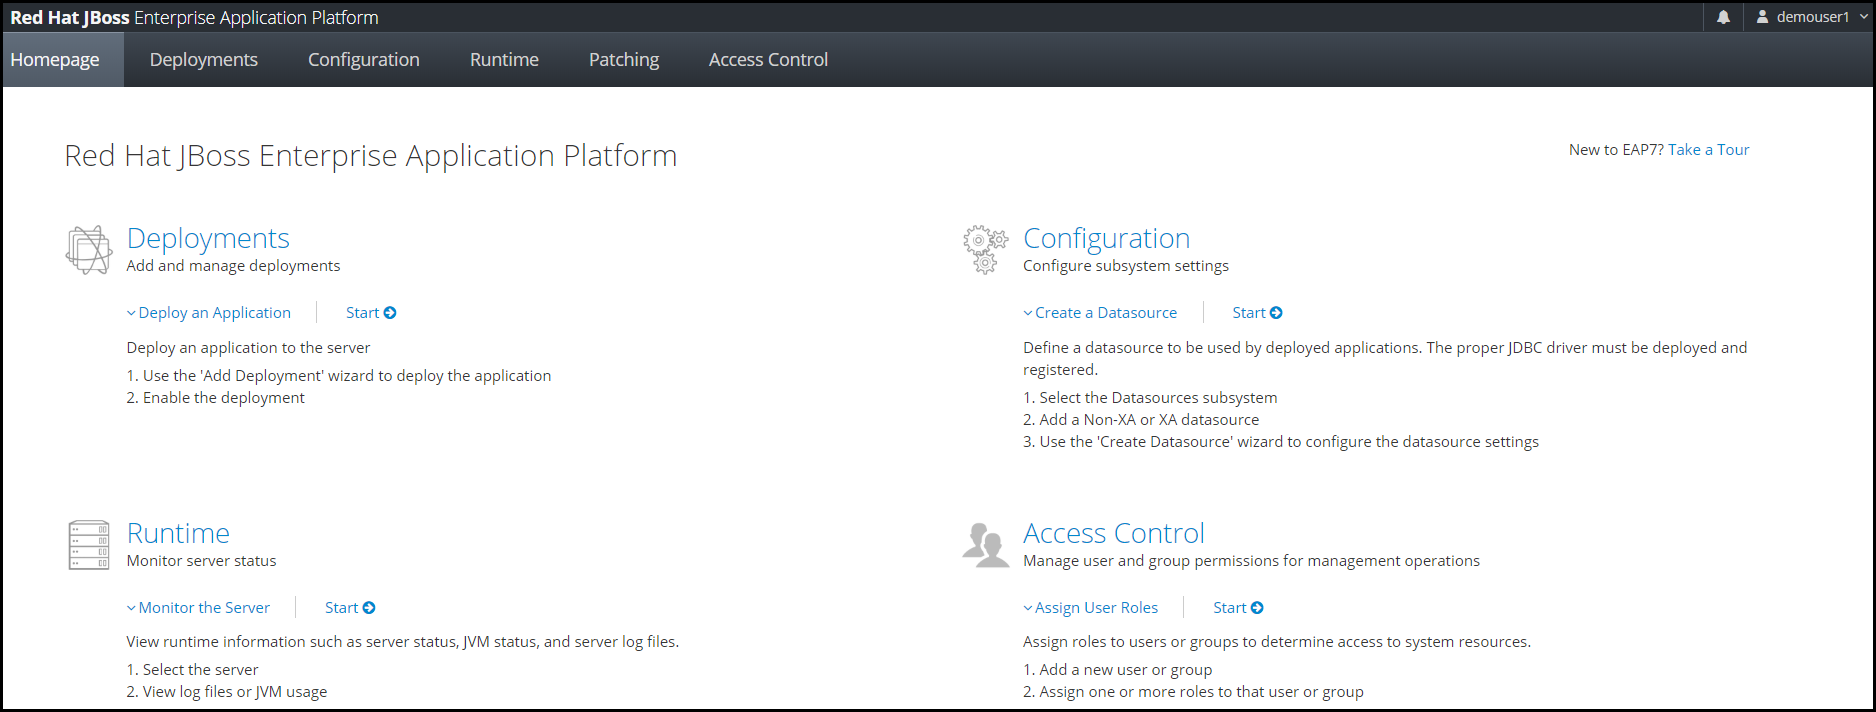 Red Hat JBoss Enterprise Application Platform
demouser1
Homepage Deployments Configuration Runtime Patching Access Control
Red Hat JBoss Enterprise Application Platform
New to EAP7? Take a Tour
Deployments
Add and manage deployments
Deploy an Application Start
Deploy an application to the server
1. Use the 'Add Deployment' wizard to deploy the application
2. Enable the deployment
Configuration
Configure subsystem settings
Create a Datasource Start
Define a datasource to be used by deployed applications. The proper JDBC driver must be deployed and
registered.
1. Select the Datasources subsystem
2. Add a Non-XA or XA datasource
3. Use the 'Create Datasource' wizard to configure the datasource settings
Runtime
Monitor server status
Monitor the Server Start
View runtime information such as server status, JVM status, and server log files.
1. Select the server
2. View log files or JVM usage
Access Control
Manage user and group permissions for management operations
Assign User Roles Start
Assign roles to users or groups to determine access to system resources.
1. Add a new user or group
2. Assign one or more roles to that user or group